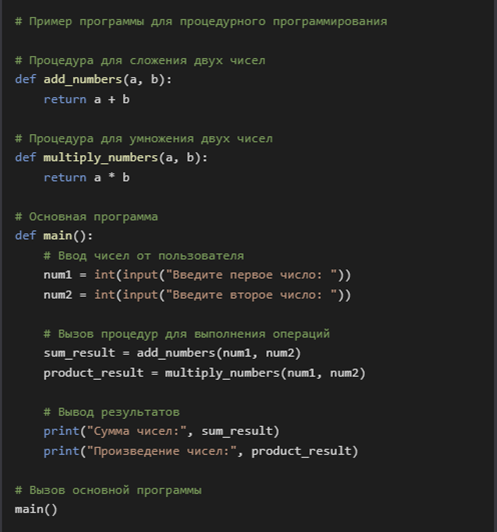 # Пример программы для процедурного программирования
# Процедура для сложения двух чисел
def add_numbers(a, b):
    return a + b
# Процедура для умножения двух чисел
def multiply_numbers(a, b):
    return a * b
# Основная программа
def main():
    # Ввод чисел от пользователя
    num1 = int(input("Введите первое число: "))
    num2 = int(input("Введите второе число: "))
    # Вызов процедур для выполнения операций
    sum_result = add_numbers(num1, num2)
    product_result = multiply_numbers(num1, num2)
    # Вывод результатов
    print("Сумма чисел:", sum_result)
    print("Произведение чисел:", product_result)
# Вызов основной программы
main()